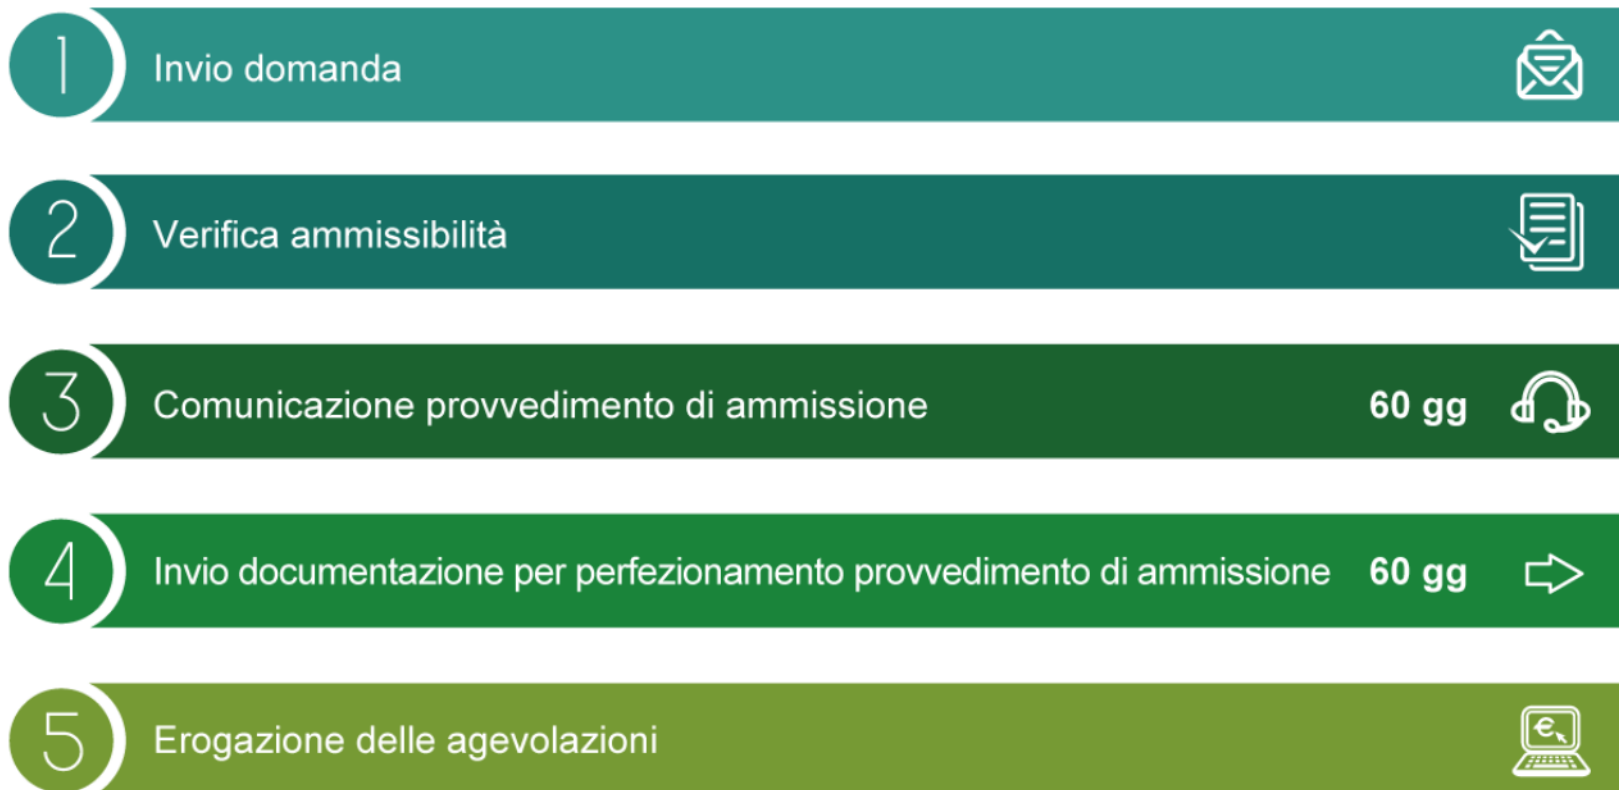 1 Invio domanda
2 Verifica ammissibilità
3 Comunicazione provvedimento di ammissione 60 gg
4 Invio documentazione per perfezionamento provvedimento di ammissione 60 gg
5 Erogazione delle agevolazioni €